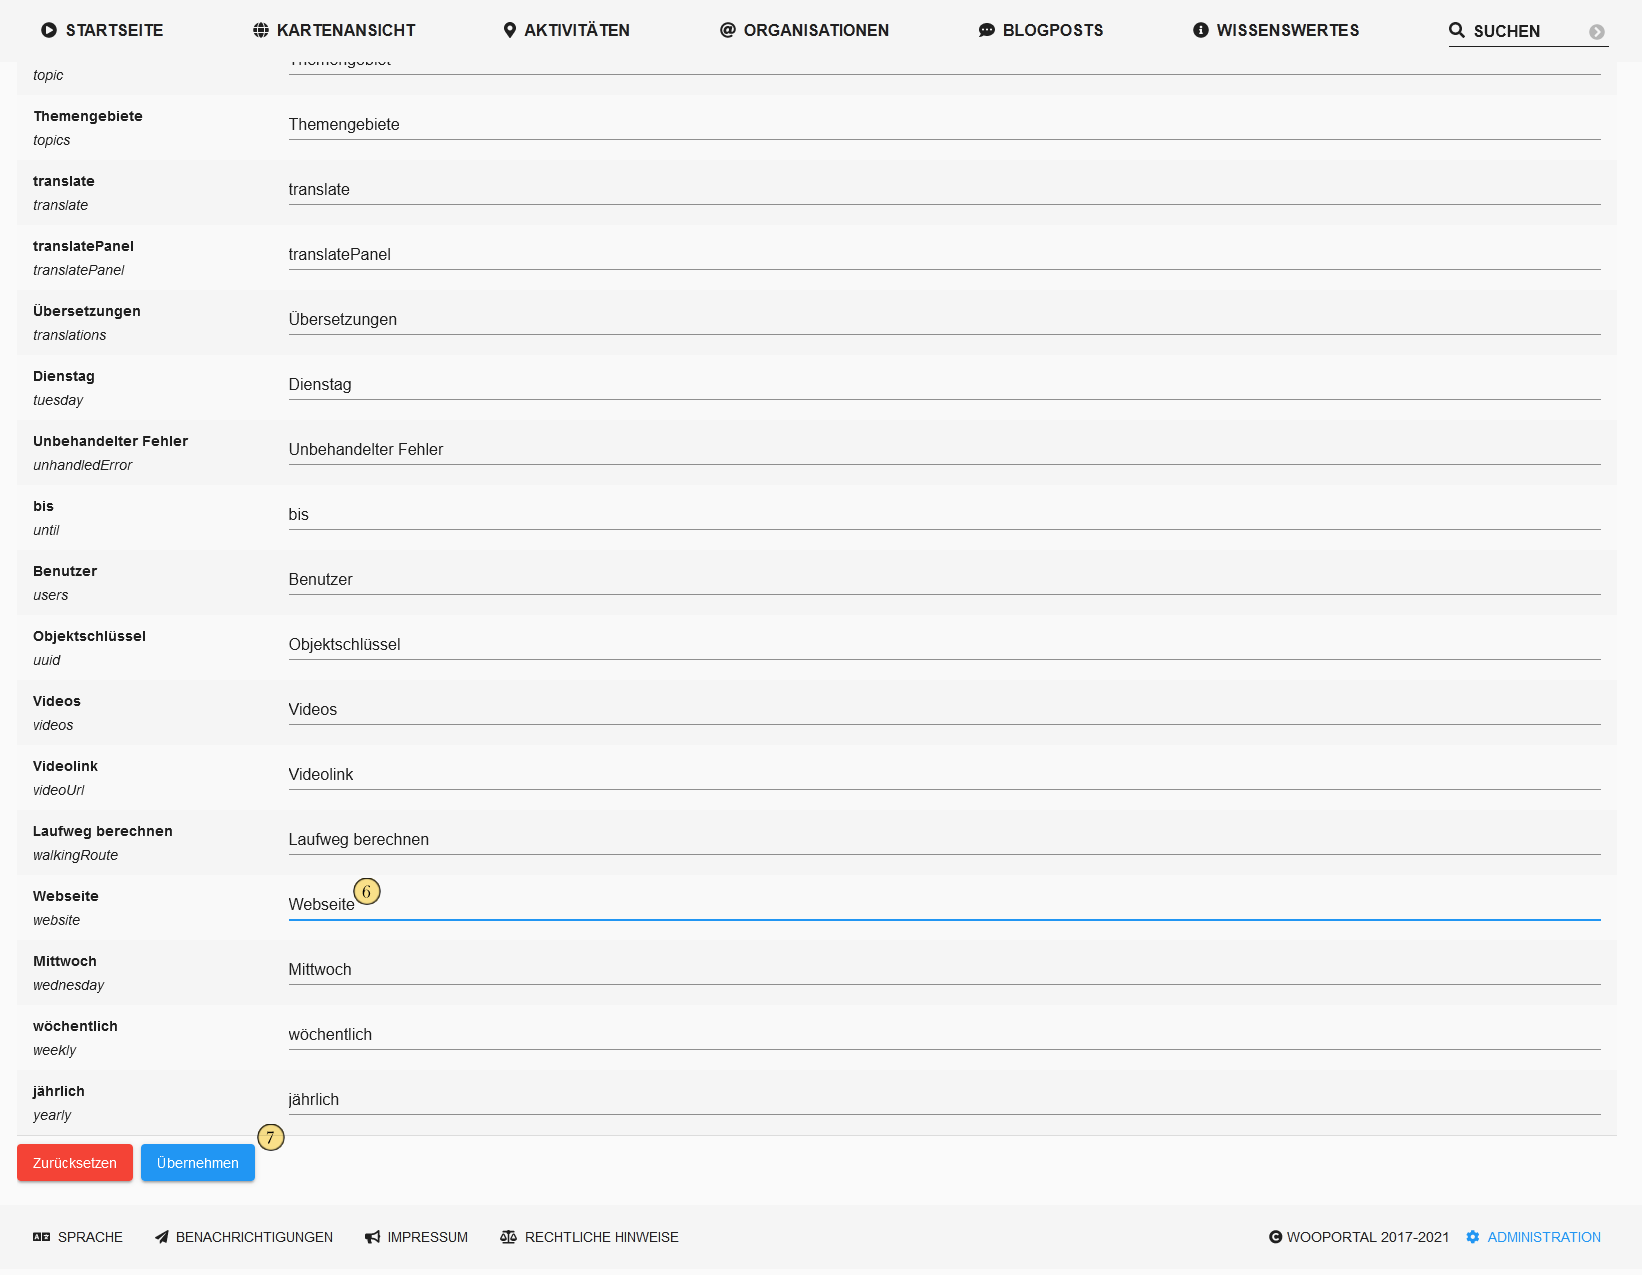 STARTSEITE KARTENANSICHT AKTIVITÄTEN ORGANISATIONEN BLOGPOSTS WISSENSWERTES SUCHEN
Themengebiet
topic
Themengebiete
Themengebiete
topics
translate
translate
translate
translatePanel
translatePanel
translatePanel
Übersetzungen
Übersetzungen
translations
Dienstag
Dienstag
tuesday
Unbehandelter Fehler
Unbehandelter Fehler
unhandledError
bis
bis
until
Benutzer
Benutzer
users
Objektschlüssel
Objektschlüssel
uuid
Videos
Videos
videos
Videolink
Videolink
videoUrl
Laufweg berechnen
Laufweg berechnen
walkingRoute
Webseite
Webseite 6
website
Mittwoch
Mittwoch
wednesday
wöchentlich
wöchentlich
weekly
jährlich
jährlich
yearly
7
Zurücksetzen Übernehmen
SPRACHE BENACHRICHTIGUNGEN IMPRESSUM RECHTLICHE HINWEISE WOOPORTAL 2017-2021 ADMINISTRATION